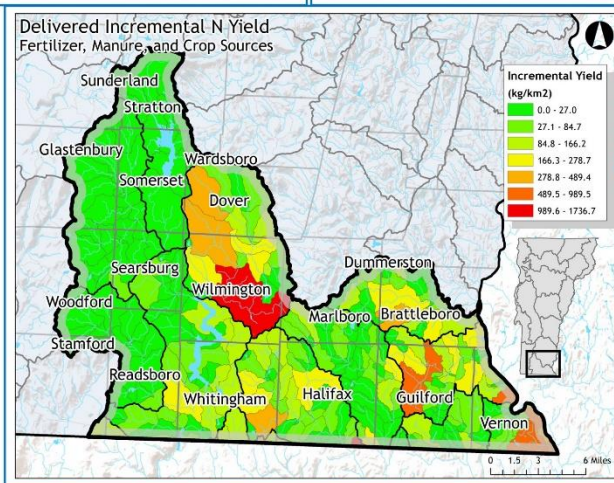 Delivered Incremental N Yield
Fertilizer, Manure, and Crop Sources
Incremental Yield
(kg/km2)
0.0 - 27.0
27.1 - 84.7
84.8 - 166.2
166.3 - 278.7
278.8 - 489.4
489.5 - 989.5
989.6 - 1736.7
Sunderland
Stratton
Glastenbury
Wardsboro
Somerset
Dover
Dummerston
Searsburg
Wilmington
Woodford
Marlboro
Brattleboro
Stamford
Readsboro
Whitingham
Halifax
Guilford
Vernon
0 1.5 3 6 Miles